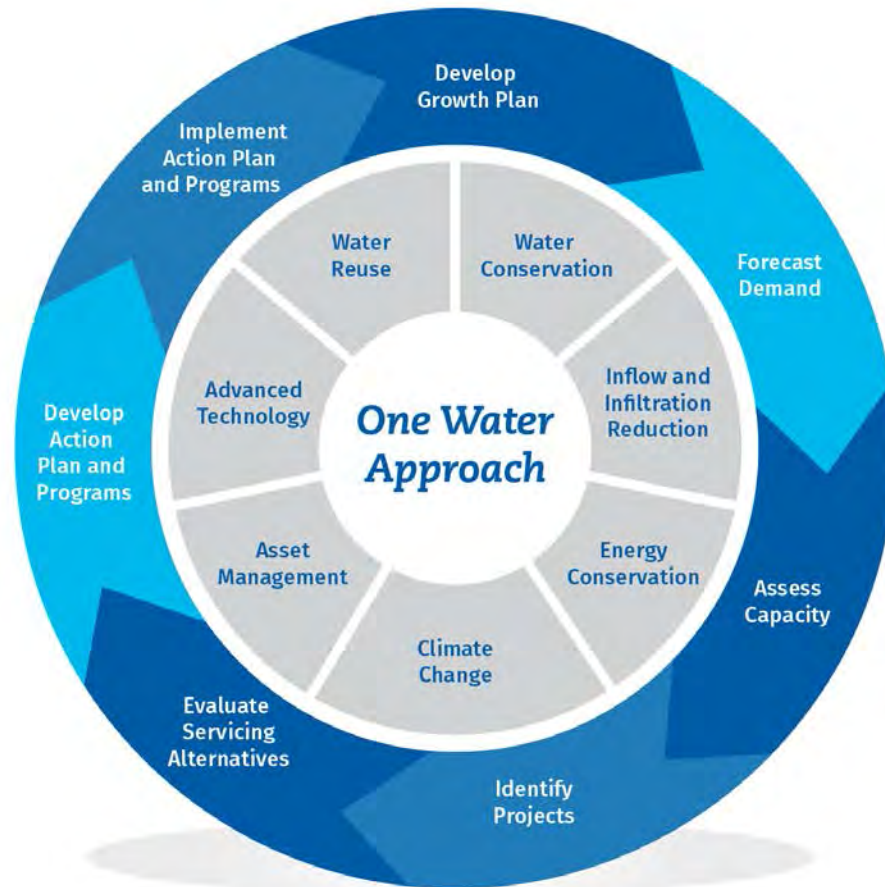 Develop
Growth Plan
Forecast
Demand
Assess
Capacity
Identify
Projects
Evaluate
Servicing
Alternatives
Develop
Action
Plan and
Programs
Implement
Action Plan
and Programs
Water
Reuse
Water
Conservation
Inflow and
Infiltration
Reduction
Energy
Conservation
Climate
Change
Asset
Management
Advanced
Technology
One Water
Approach